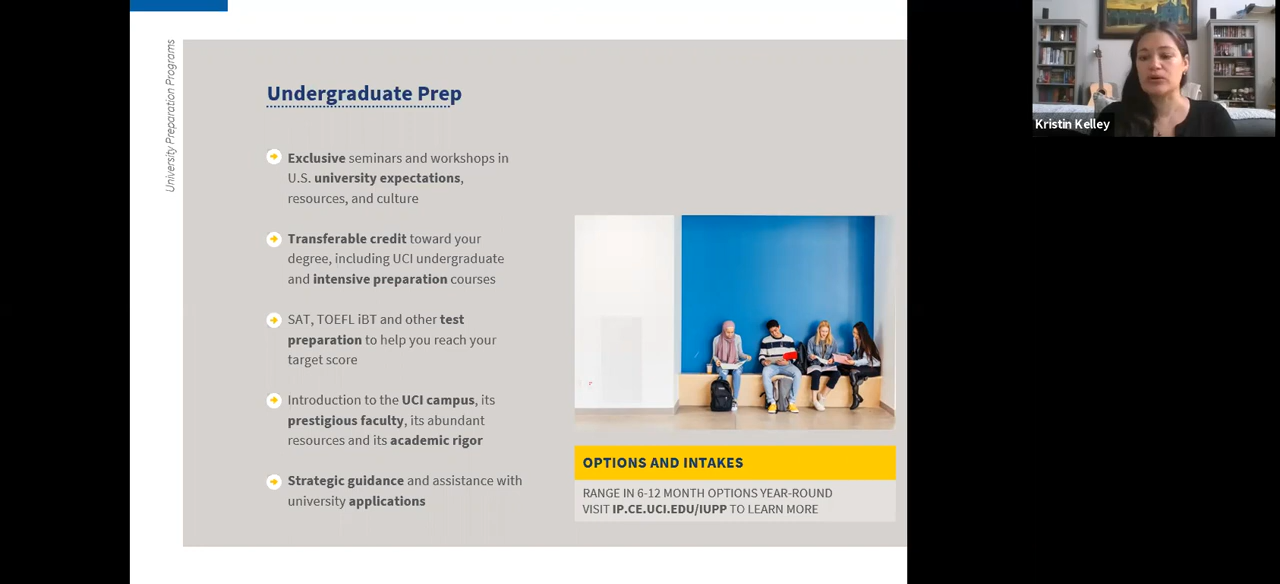 University Preparation Programs
Undergraduate Prep
Exclusive seminars and workshops in
U.S. university expectations,
resources, and culture
Transferable credit toward your
degree, including UCI undergraduate
and intensive preparation courses
SAT, TOEFL iBT and other test
preparation to help you reach your
target score
Introduction to the UCI campus, its
prestigious faculty, its abundant
resources and its academic rigor
Strategic guidance and assistance with
university applications
OPTIONS AND INTAKES
RANGE IN 6-12 MONTH OPTIONS YEAR-ROUND
VISIT IP.CE.UCI.EDU/IUPP TO LEARN MORE
Kristin Kelley